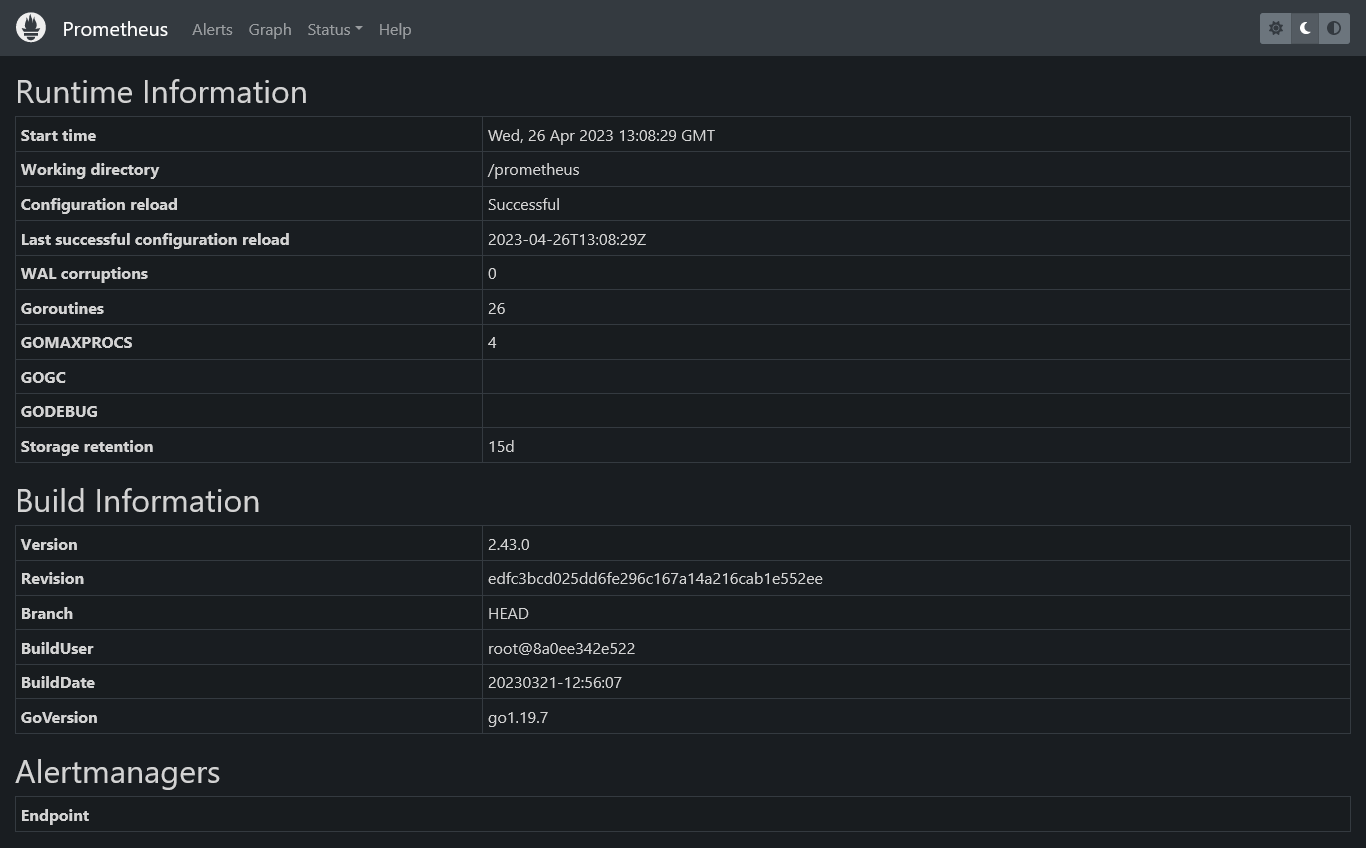 Prometheus Alerts Graph Status Help
Runtime Information
Start time Wed, 26 Apr 2023 13:08:29 GMT
Working directory /prometheus
Configuration reload Successful
Last successful configuration reload 2023-04-26T13:08:29Z
WAL corruptions 0
Goroutines 26
GOMAXPROCS 4
GOGC
GODEBUG
Storage retention 15d
Build Information
Version 2.43.0
Revision edfc3bcd025dd6fe296c167a14a216cab1e552ee
Branch HEAD
BuildUser root@8a0ee342e522
BuildDate 20230321-12:56:07
GoVersion go1.19.7
Alertmanagers
Endpoint